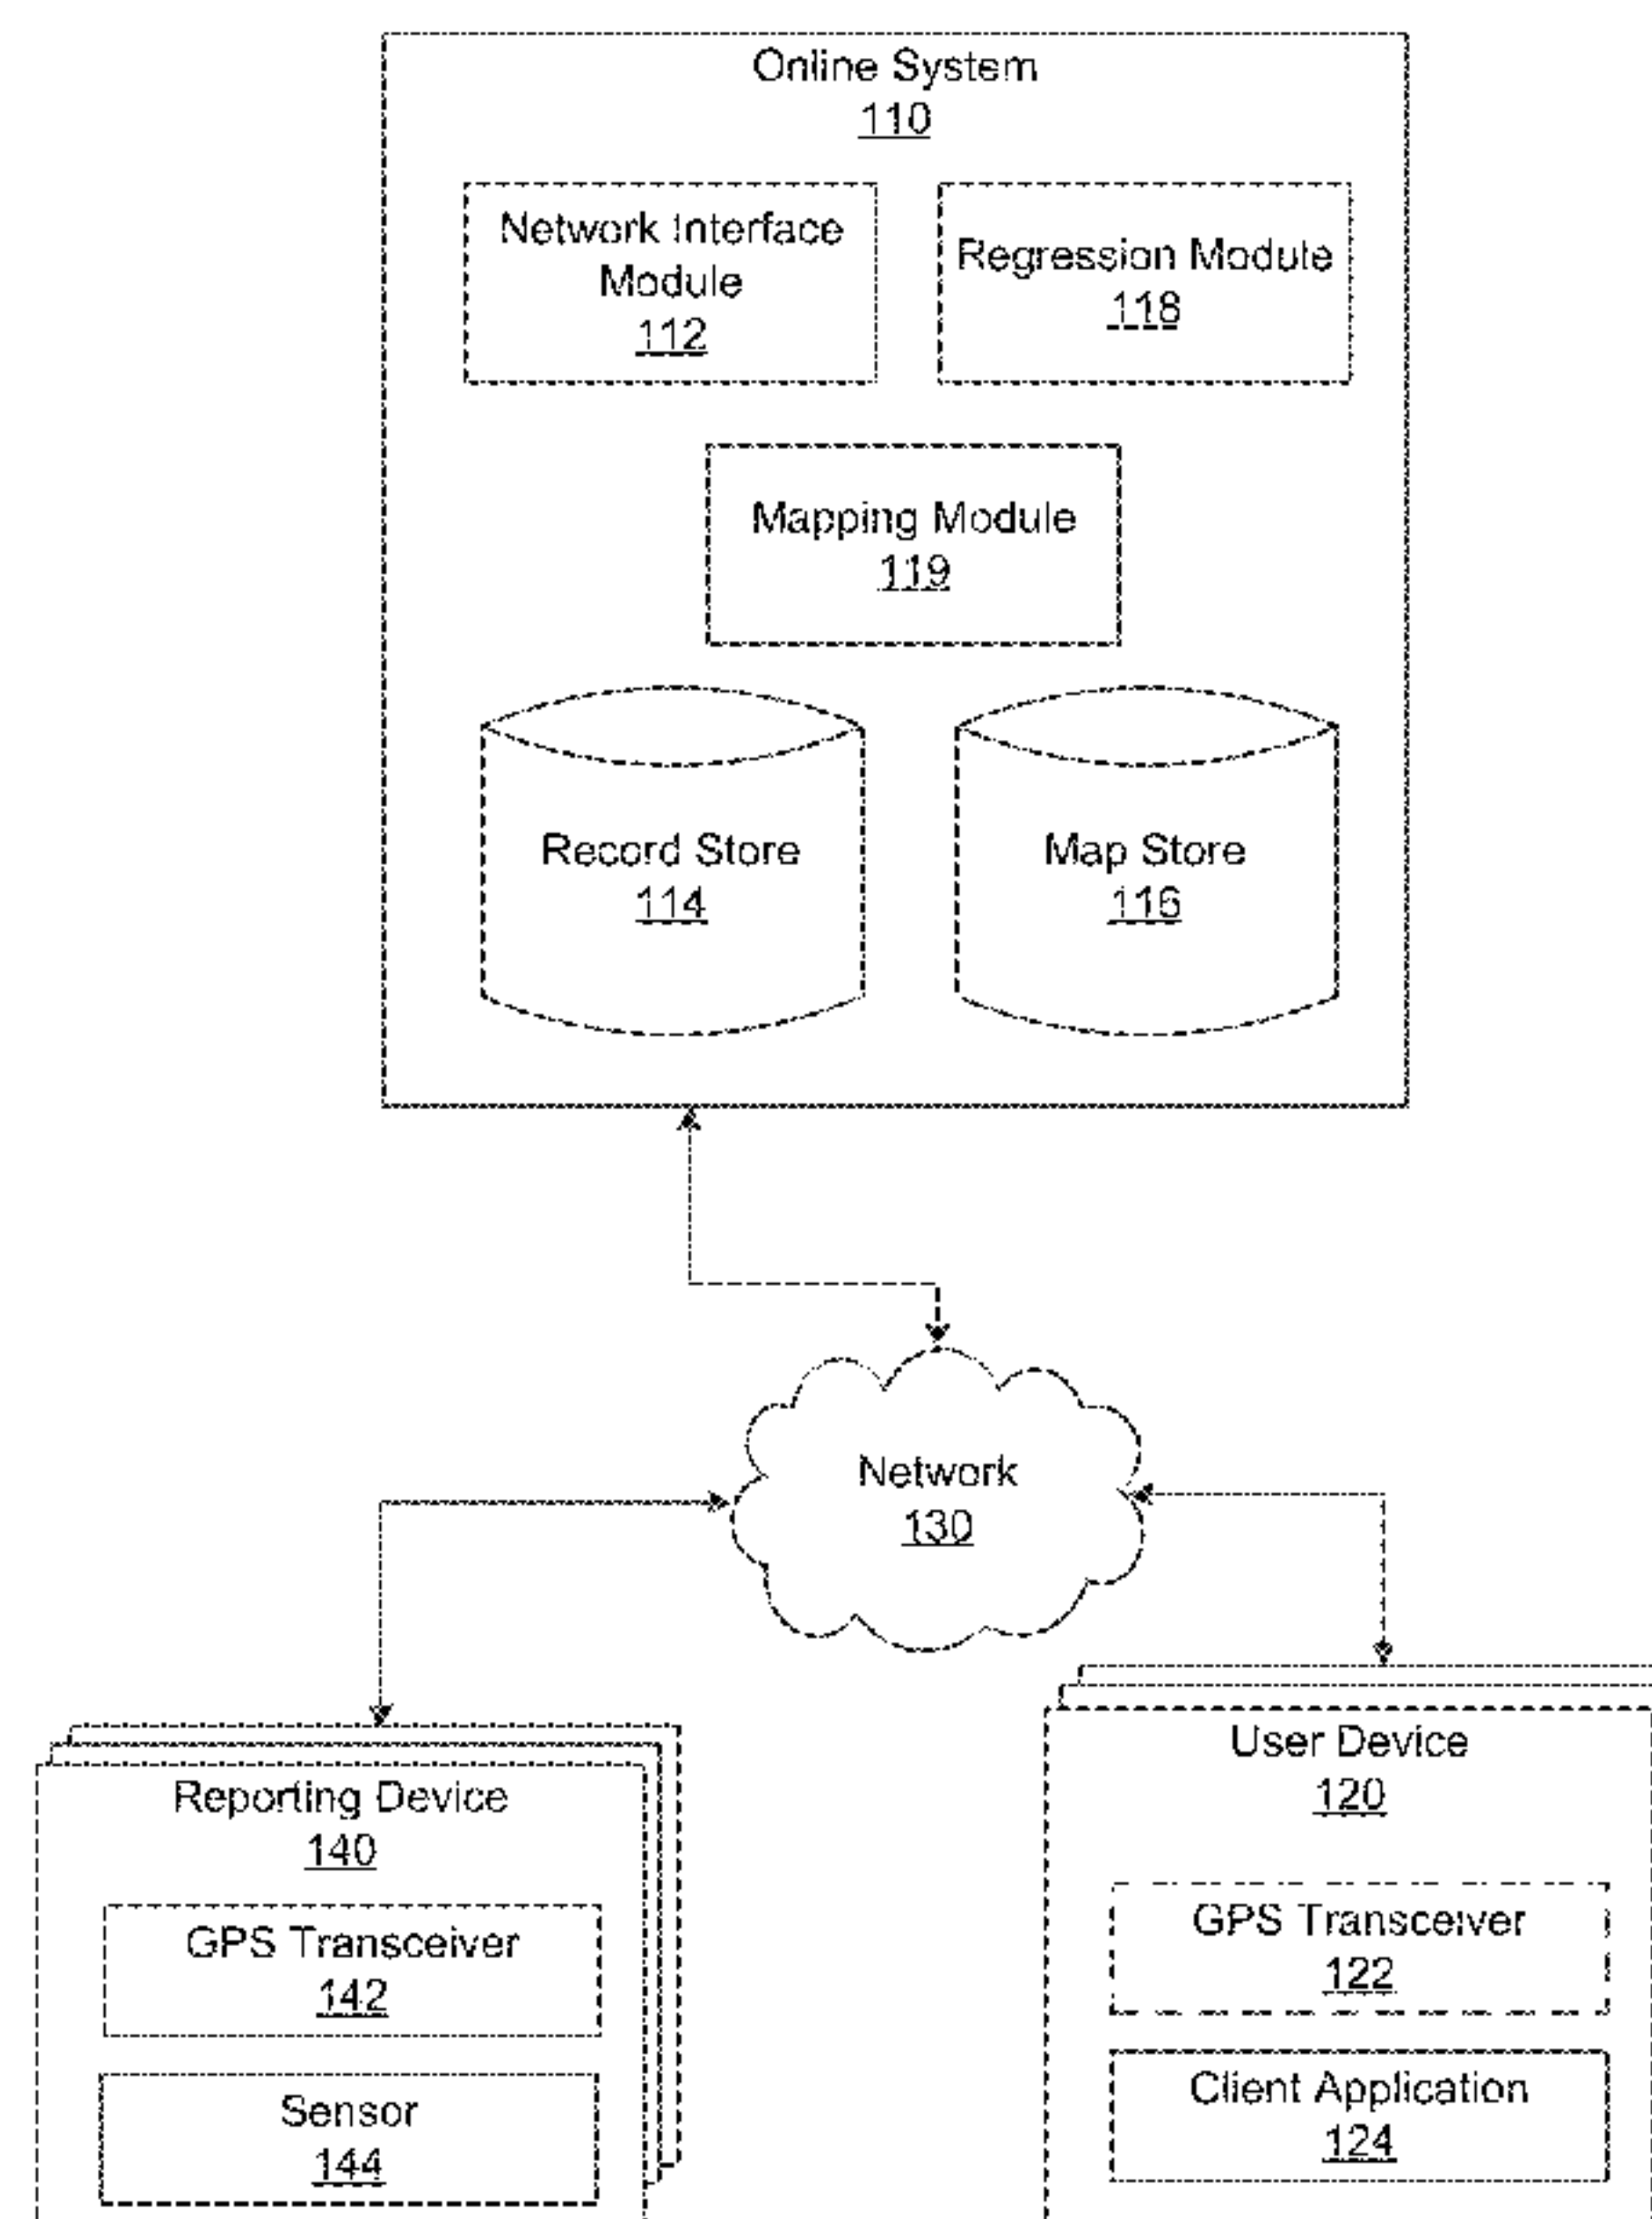 Online System
110
Network Interface
Module
112
Regression Module
118
Mapping Module
119
Record Store
114
Map Store
116
Network
130
Reporting Device
140
GPS Transceiver
142
Sensor
144
User Device
120
GPS Transceiver
122
Client Application
124